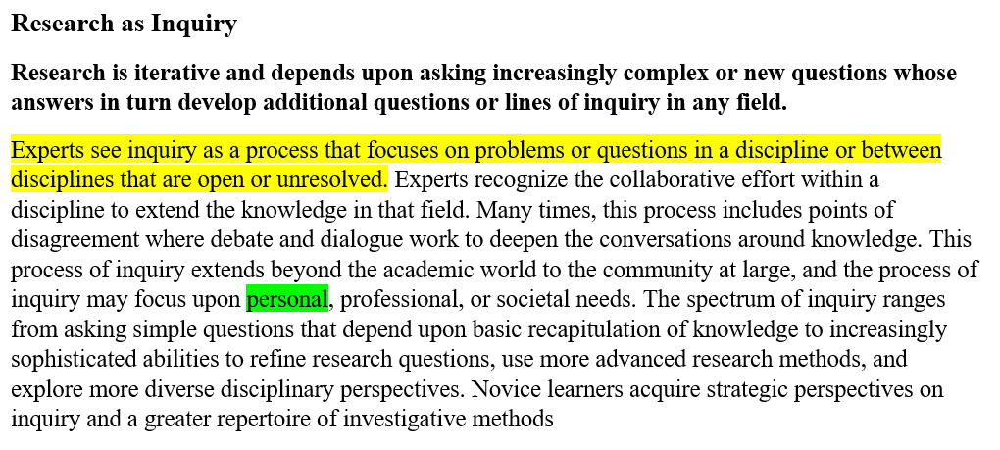 Research as Inquiry
Research is iterative and depends upon asking increasingly complex or new questions whose
answers in turn develop additional questions or lines of inquiry in any field.
Experts see inquiry as a process that focuses on problems or questions in a discipline or between
disciplines that are open or unresolved. Experts recognize the collaborative effort within a
discipline to extend the knowledge in that field. Many times, this process includes points of
disagreement where debate and dialogue work to deepen the conversations around knowledge. This
process of inquiry extends beyond the academic world to the community at large, and the process of
inquiry may focus upon personal, professional, or societal needs. The spectrum of inquiry ranges
from asking simple questions that depend upon basic recapitulation of knowledge to increasingly
sophisticated abilities to refine research questions, use more advanced research methods, and
explore more diverse disciplinary perspectives. Novice learners acquire strategic perspectives on
inquiry and a greater repertoire of investigative methods